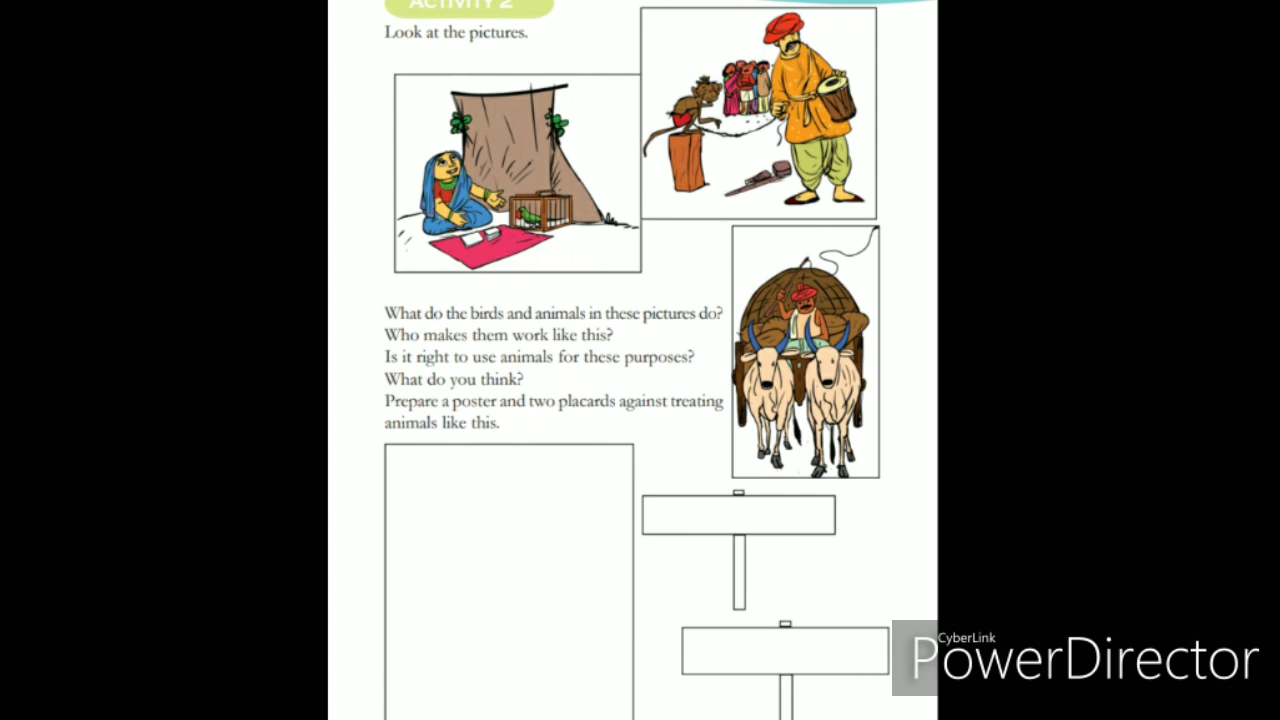 ACTIVITY 2
Look at the pictures.
What do the birds and animals in these pictures do?
Who makes them work like this?
Is it right to use animals for these purposes?
What do you think?
Prepare a poster and two placards against treating
animals like this.
CyberLink
PowerDirector